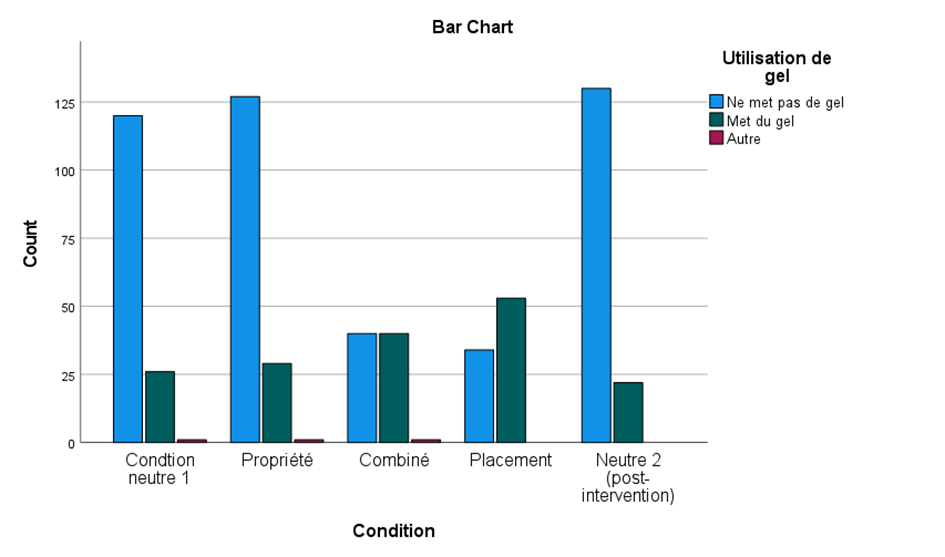 Bar Chart
Utilisation de
gel
Ne met pas de gel
Met du gel
Autre
Count
125
100
75
50
25
0
Condtion
neutre 1
Propriété
Combiné
Placement
Neutre 2
(post-
intervention)
Condition